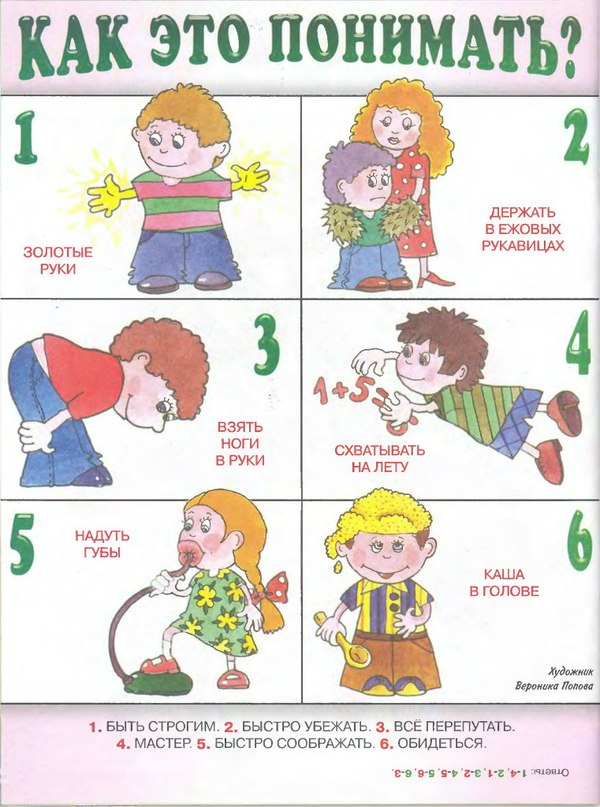 КАК ЭТО ПОНИМАТЬ?
1
ЗОЛОТЫЕ
РУКИ
2
ДЕРЖАТЬ
В ЕЖОВЫХ
РУКАВИЦАХ
3
ВЗЯТЬ
НОГИ
В РУКИ
4
1+5=6
СХВАТЫВАТЬ
НА ЛЕТУ
5
НАДУТЬ
ГУБЫ
6
КАША
В ГОЛОВЕ
Художник
Вероника Попова
1. БЫТЬ СТРОГИМ. 2. БЫСТРО УБЕЖАТЬ. 3. ВСЁ ПЕРЕПУТАТЬ.
4. МАСТЕР. 5. БЫСТРО СООБРАЖАТЬ. 6. ОБИДЕТЬСЯ.
Ответы: 1-4, 2-1, 3-2, 4-5, 5-6, 6-3.